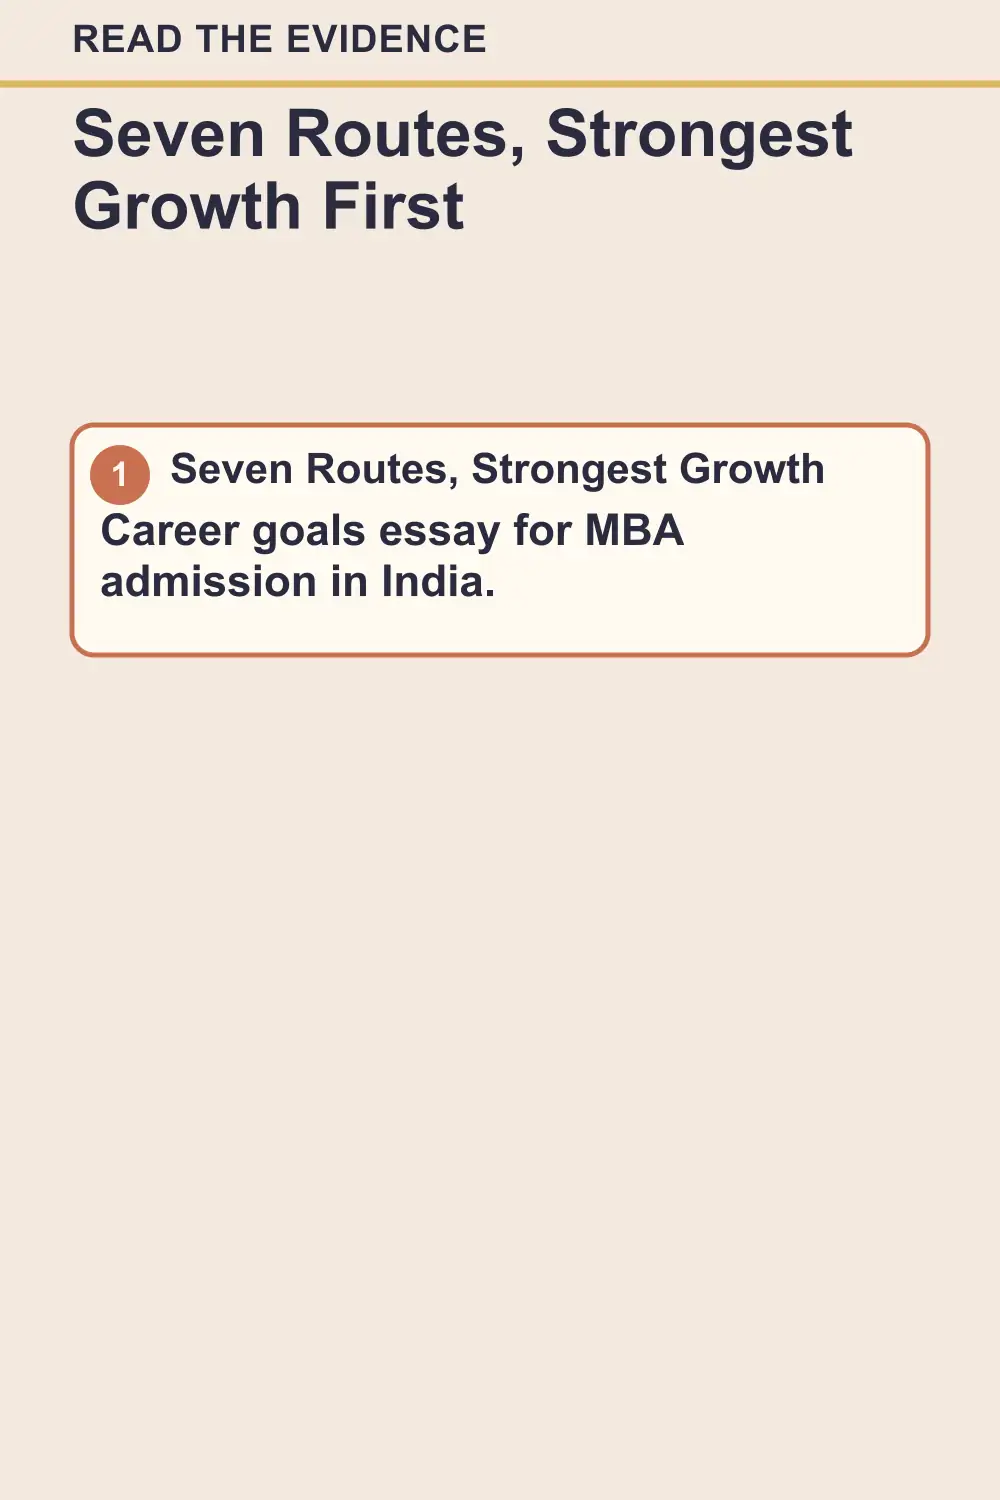 READ THE EVIDENCE
Seven Routes, Strongest
Growth First
1 Seven Routes, Strongest Growth
Career goals essay for MBA
admission in India.